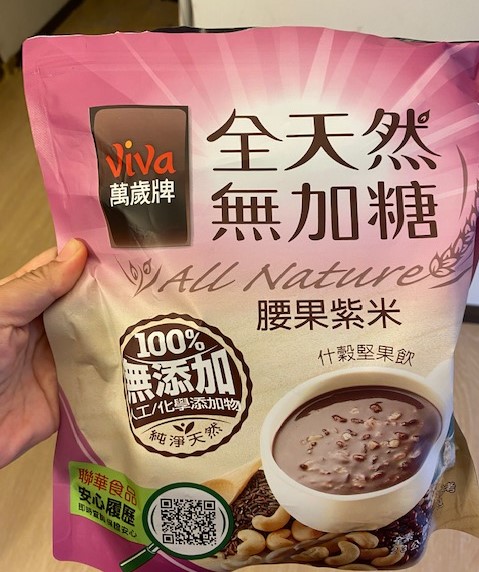 viva
萬歲牌
全天然
無加糖
All Nature
腰果紫米
什穀堅果飲
100%
無添加
人工/化學添加物
純淨天然
聯華食品
安心履歷